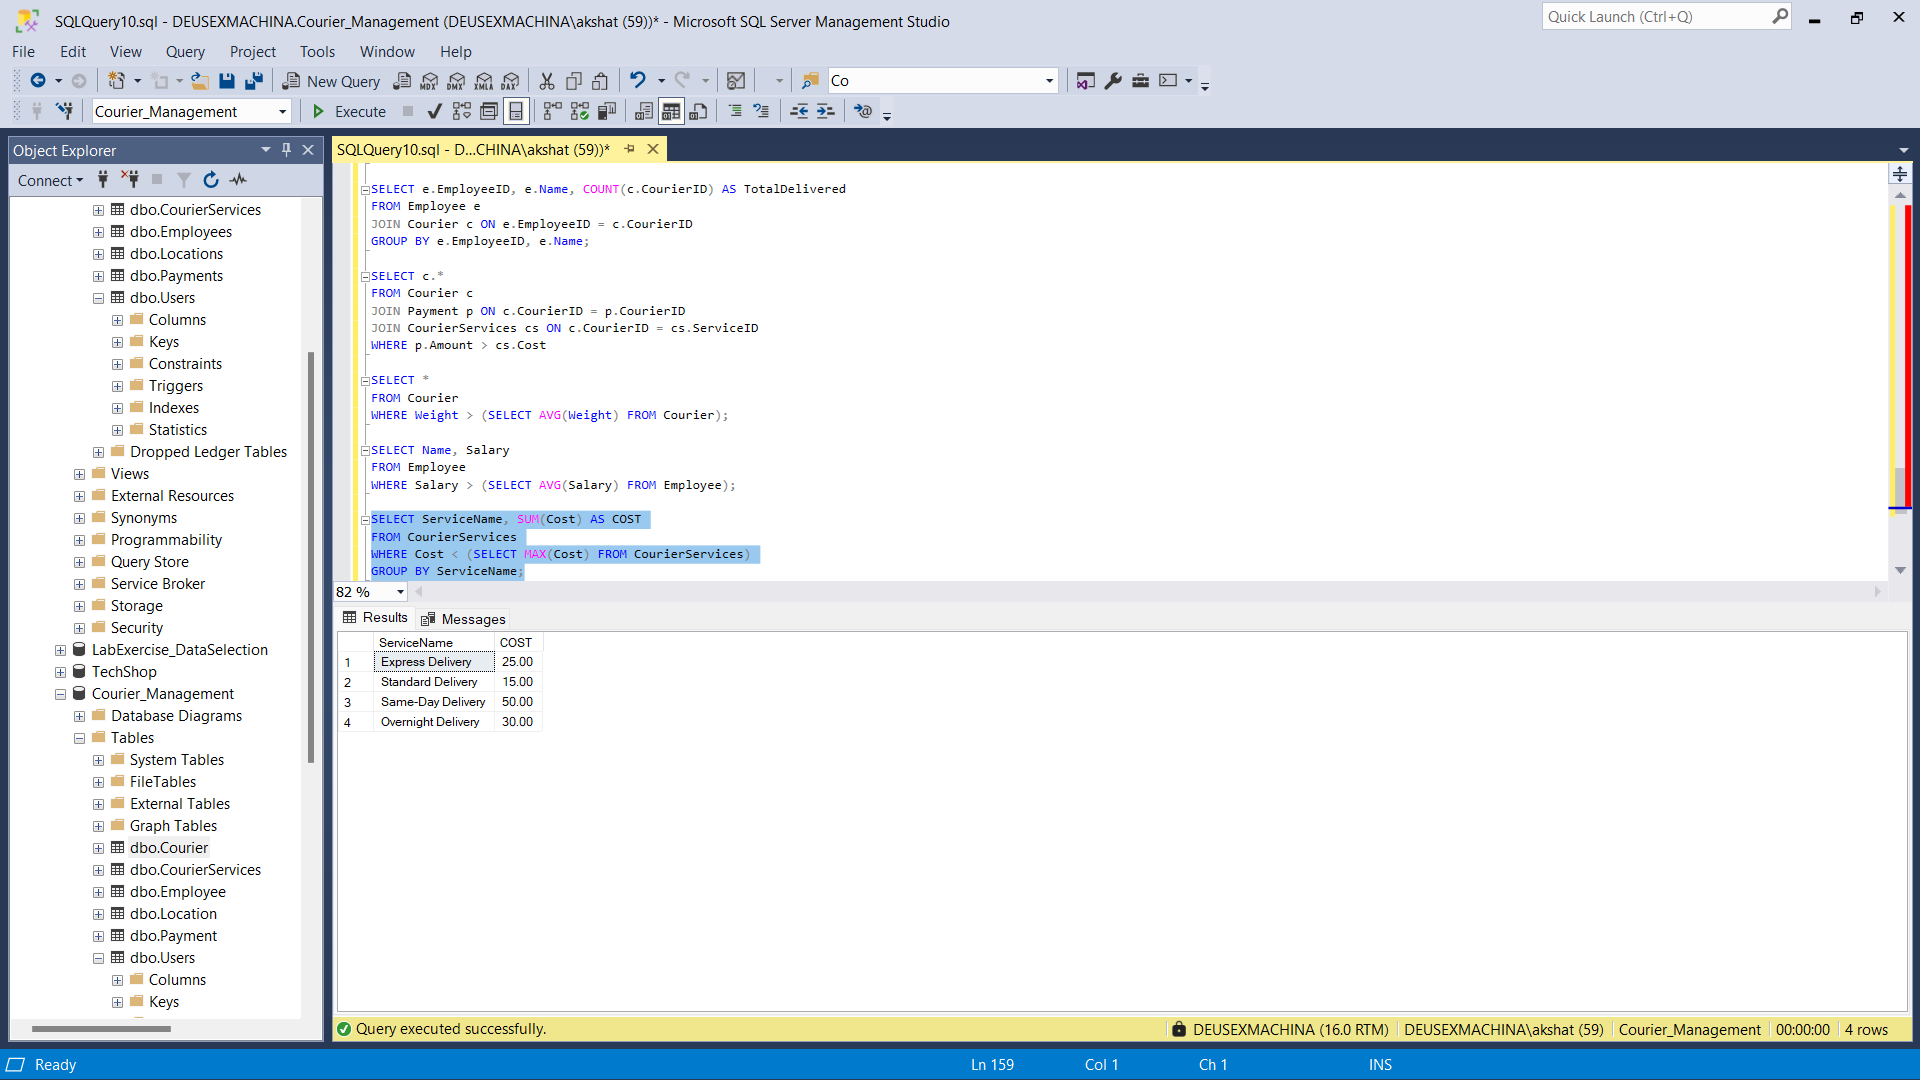 SQLQuery10.sql - DEUSEXMACHINA.Courier_Management (DEUSEXMACHINA\akshat (59))* - Microsoft SQL Server Management Studio
Quick Launch (Ctrl+Q)
File Edit View Query Project Tools Window Help
New Query MDX DMX XMLA DAX Co
Courier_Management Execute
Object Explorer
SQLQuery10.sql - D...CHINA\akshat (59))*
Connect
dbo.CourierServices
dbo.Employees
dbo.Locations
dbo.Payments
dbo.Users
Columns
Keys
Constraints
Triggers
Indexes
Statistics
Dropped Ledger Tables
Views
External Resources
Synonyms
Programmability
Query Store
Service Broker
Storage
Security
LabExercise_DataSelection
TechShop
Courier_Management
Database Diagrams
Tables
System Tables
FileTables
External Tables
Graph Tables
dbo.Courier
dbo.CourierServices
dbo.Employee
dbo.Location
dbo.Payment
dbo.Users
Columns
Keys
SELECT e.EmployeeID, e.Name, COUNT(c.CourierID) AS TotalDelivered
FROM Employee e
JOIN Courier c ON e.EmployeeID = c.CourierID
GROUP BY e.EmployeeID, e.Name;
SELECT c.*
FROM Courier c
JOIN Payment p ON c.CourierID = p.CourierID
JOIN CourierServices cs ON c.CourierID = cs.ServiceID
WHERE p.Amount > cs.Cost
SELECT *
FROM Courier
WHERE Weight > (SELECT AVG(Weight) FROM Courier);
SELECT Name, Salary
FROM Employee
WHERE Salary > (SELECT AVG(Salary) FROM Employee);
SELECT ServiceName, SUM(Cost) AS COST
FROM CourierServices
WHERE Cost < (SELECT MAX(Cost) FROM CourierServices)
GROUP BY ServiceName;
82 %
Results Messages
ServiceName COST
1 Express Delivery 25.00
2 Standard Delivery 15.00
3 Same-Day Delivery 50.00
4 Overnight Delivery 30.00
Query executed successfully. DEUSEXMACHINA (16.0 RTM) DEUSEXMACHINA\akshat (59) Courier_Management 00:00:00 4 rows
Ready Ln 159 Col 1 Ch 1 INS